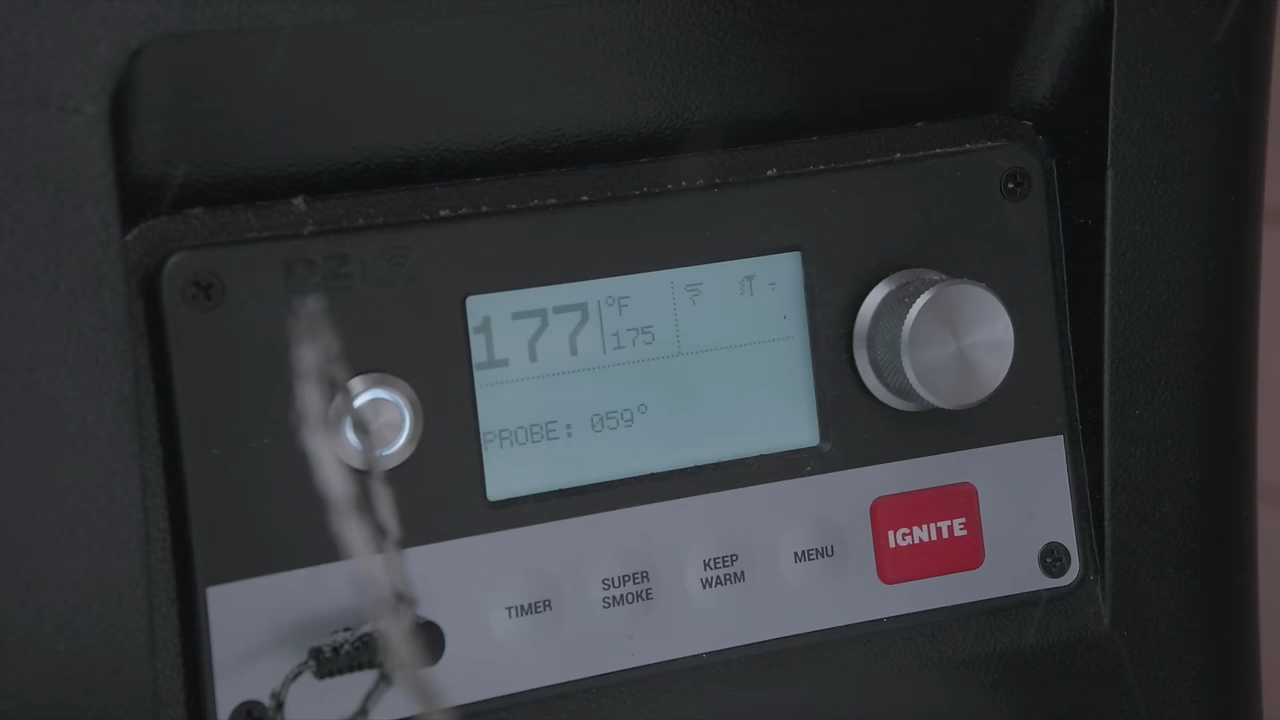 177
°F
175
PROBE: 059°
TIMER
SUPER
SMOKE
KEEP
WARM
MENU
IGNITE